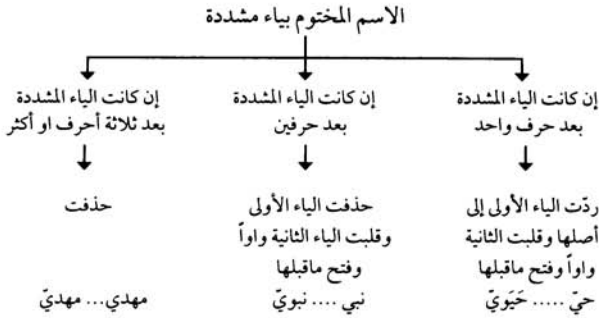 الاسم المختوم بياء مشددة
إن كانت الياء المشددة
بعد حرف واحد
ردّت الياء الأولى إلى
أصلها وقلبت الثانية
واواً وفتح ماقبلها
حيّ ..... حَيَويّ
إن كانت الياء المشددة
بعد حرفين
حذفت الياء الأولى
وقلبت الياء الثانية واواً
وفتح ماقبلها
نبي .... نبويّ
إن كانت الياء المشددة
بعد ثلاثة أحرف او أكثر
حذفت
مهدي... مهديّ